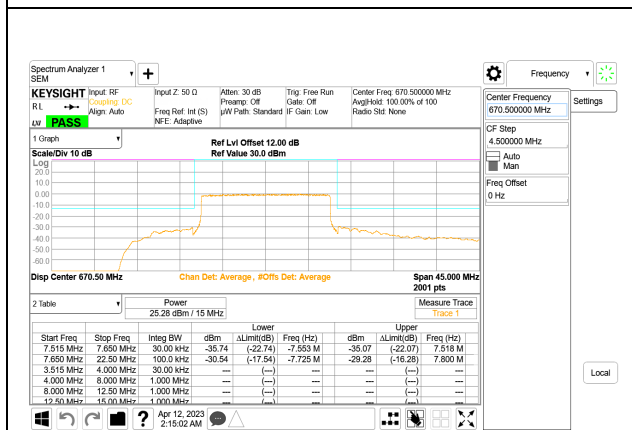 Spectrum Analyzer 1
SEM
Frequency
KEYSIGHT
RL
LXI PASS
Input: RF
Coupling: DC
Align: Auto
Input Z: 50 Ω
Freq Ref: Int (S)
NFE: Adaptive
Atten: 30 dB
Preamp: Off
µW Path: Standard
Trig: Free Run
Gate: Off
IF Gain: Low
Center Freq: 670.500000 MHz
Avg|Hold: 100.00% of 100
Radio Std: None
Center Frequency
670.500000 MHz
Settings
CF Step
4.500000 MHz
Auto
Man
Freq Offset
0 Hz
Local
1 Graph
Scale/Div 10 dB
Ref Lvl Offset 12.00 dB
Ref Value 30.0 dBm
Log
20.0
10.0
0.00
-10.0
-20.0
-30.0
-40.0
-50.0
-60.0
Disp Center 670.50 MHz
Chan Det: Average, #Offs Det: Average
Span 45.000 MHz
2001 pts
2 Table
Power
25.28 dBm / 15 MHz
Measure Trace
Trace 1
Lower Upper
Start Freq Stop Freq Integ BW dBm ΔLimit(dB) Freq (Hz) dBm ΔLimit(dB) Freq (Hz)
7.515 MHz 7.650 MHz 30.00 kHz -35.74 (-22.74) -7.553 M -35.07 (-22.07) 7.518 M
7.650 MHz 22.50 MHz 100.0 kHz -30.54 (-17.54) -7.725 M -29.28 (-16.28) 7.800 M
3.515 MHz 4.000 MHz 30.00 kHz --- (---) --- --- (---) ---
4.000 MHz 8.000 MHz 1.000 MHz --- (---) --- --- (---) ---
8.000 MHz 12.50 MHz 1.000 MHz --- (---) --- --- (---) ---
12.50 MHz 15.00 MHz 1.000 MHz --- (---) --- --- (---) ---
Apr 12, 2023
2:15:02 AM